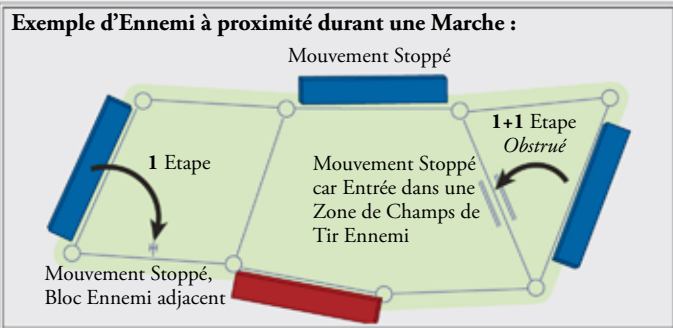 Exemple d’Ennemi à proximité durant une Marche :
Mouvement Stoppé
1 Etape
1+1 Etape
Obstrué
Mouvement Stoppé
car Entrée dans une
Zone de Champs de
Tir Ennemi
Mouvement Stoppé,
Bloc Ennemi adjacent